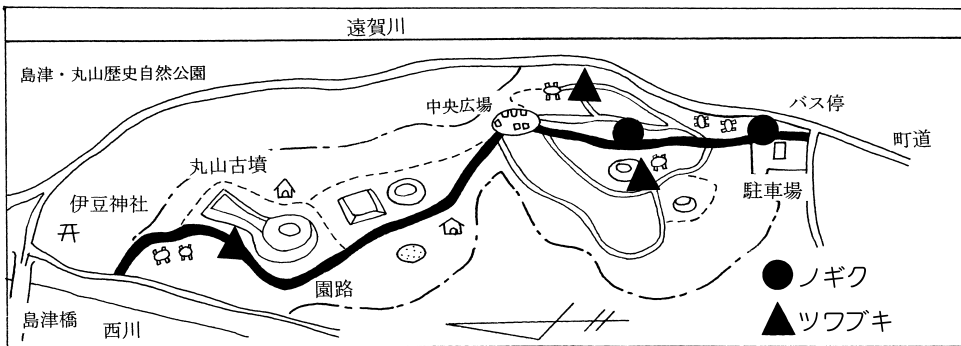 遠賀川
島津・丸山歴史自然公園
中央広場
バス停
町道
丸山古墳
駐車場
伊豆神社
園路
ノギク
島津橋
西川
ツワブキ